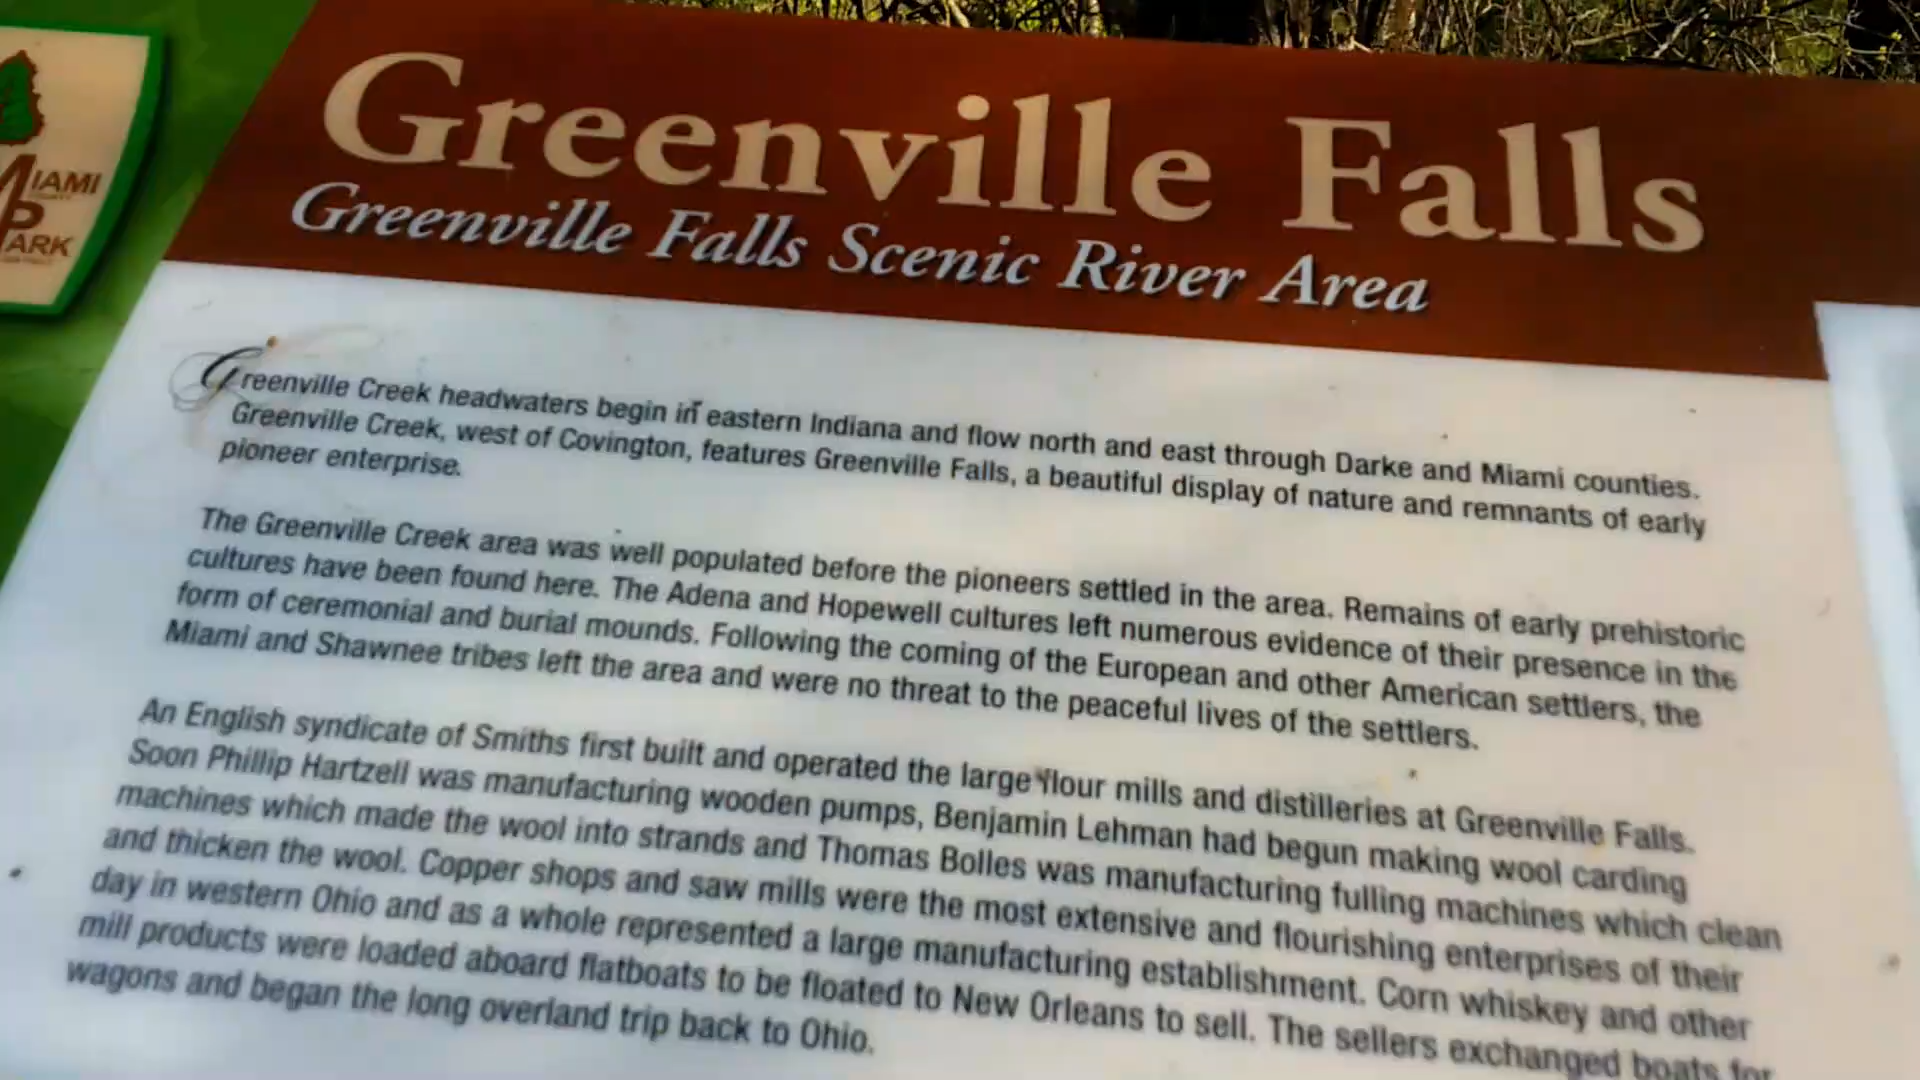 MIAMI
COUNTY
PARK
DISTRICT
Greenville Falls
Greenville Falls Scenic River Area
Greenville Creek headwaters begin in eastern Indiana and flow north and east through Darke and Miami counties.
Greenville Creek, west of Covington, features Greenville Falls, a beautiful display of nature and remnants of early
pioneer enterprise.
The Greenville Creek area was well populated before the pioneers settled in the area. Remains of early prehistoric
cultures have been found here. The Adena and Hopewell cultures left numerous evidence of their presence in the
form of ceremonial and burial mounds. Following the coming of the European and other American settlers, the
Miami and Shawnee tribes left the area and were no threat to the peaceful lives of the settlers.
An English syndicate of Smiths first built and operated the large flour mills and distilleries at Greenville Falls.
Soon Phillip Hartzell was manufacturing wooden pumps, Benjamin Lehman had begun making wool carding
machines which made the wool into strands and Thomas Bolles was manufacturing fulling machines which clean
and thicken the wool. Copper shops and saw mills were the most extensive and flourishing enterprises of their
day in western Ohio and as a whole represented a large manufacturing establishment. Corn whiskey and other
mill products were loaded aboard flatboats to be floated to New Orleans to sell. The sellers exchanged boats for
wagons and began the long overland trip back to Ohio.